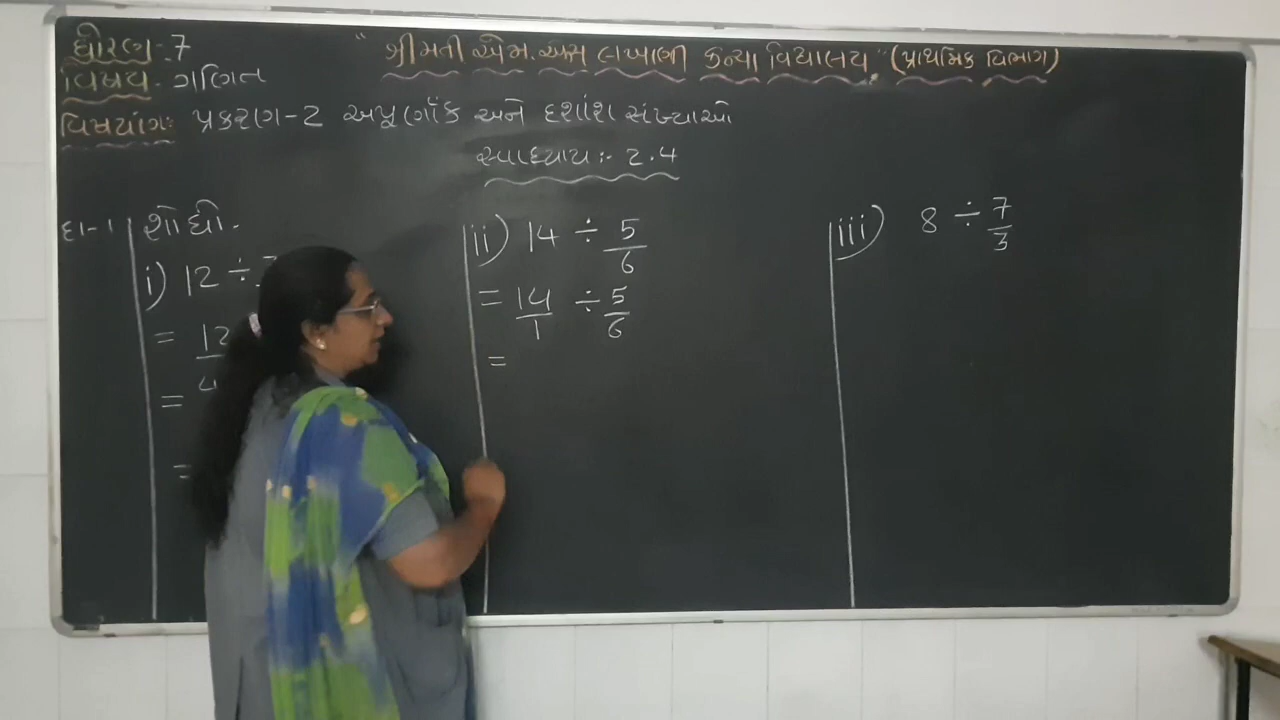 ધોરણ-7
"શ્રીમતી એમ.એસ લખાણી કન્યા વિદ્યાલય" (પ્રાથમિક વિભાગ)
વિષય- ગણિત
વિષયાંગઃ પ્રકરણ-2 અપૂર્ણાંક અને દશાંશ સંખ્યાઓ
સ્વાધ્યાય:- 2.4
દા-1 શોધો.
i) 12 ÷
= 12
=
=
ii) 14 ÷ 5/6
= 14/1 ÷ 5/6
=
iii) 8 ÷ 7/3